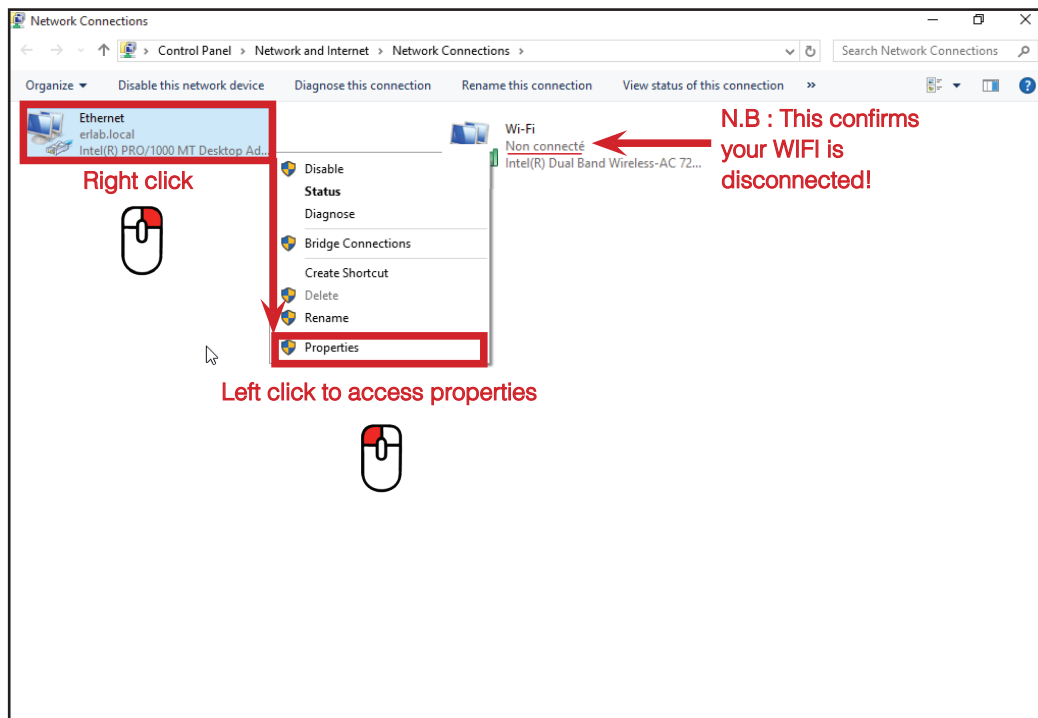 Network Connections
Control Panel > Network and Internet > Network Connections >
Search Network Connections
Organize
Disable this network device
Diagnose this connection
Rename this connection
View status of this connection
»
Ethernet
erlab.local
Intel(R) PRO/1000 MT Desktop Ad...
Right click
Wi-Fi
Non connecté
Intel(R) Dual Band Wireless-AC 72...
N.B : This confirms
your WIFI is
disconnected!
Disable
Status
Diagnose
Bridge Connections
Create Shortcut
Delete
Rename
Properties
Left click to access properties